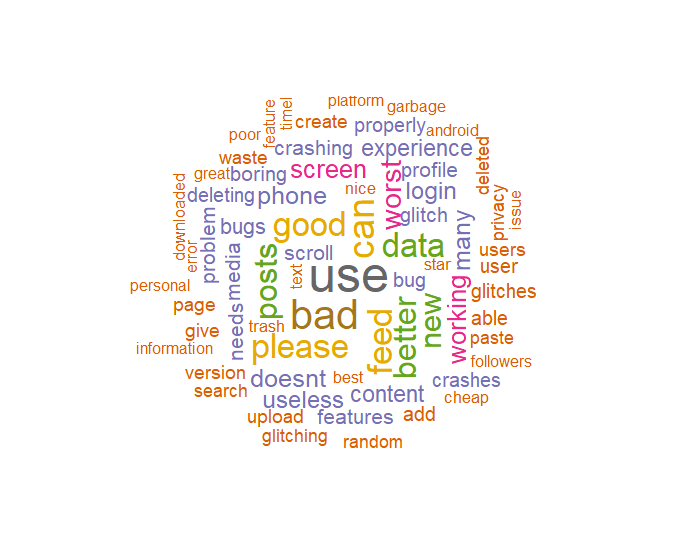 platform
garbage
feature
timel
create
properly
android
poor
crashing
experience
deleted
waste
screen
worst
profile
great
boring
nice
login
downloaded
deleting
phone
privacy
issue
problem
bugs
good
can
glitch
many
error
scroll
data
users
media
posts
text
use
star
user
personal
needs
bug
working
glitches
page
bad
better
new
able
give
trash
please
feed
paste
information
followers
version
doesnt
best
crashes
search
useless
content
cheap
upload
features
add
glitching
random